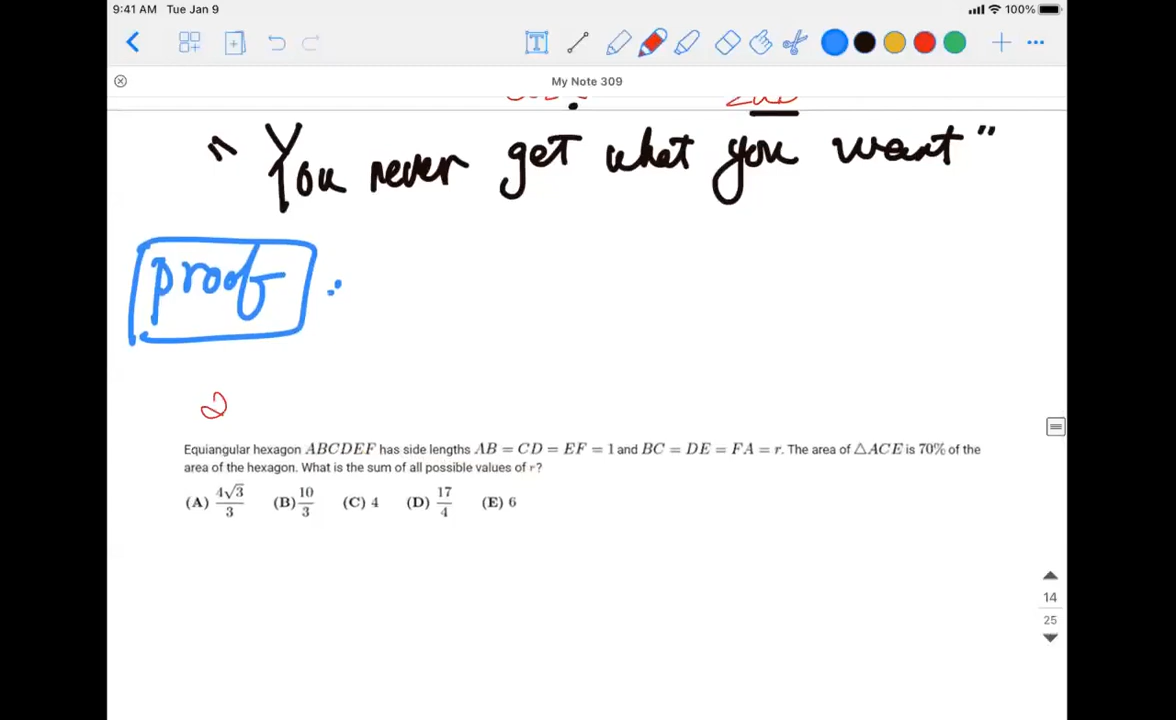 9:41 AM Tue Jan 9
100%
My Note 309
"You never get what you want"
proof :
2
Equiangular hexagon ABCDEF has side lengths AB = CD = EF = 1 and BC = DE = FA = r. The area of △ACE is 70% of the
area of the hexagon. What is the sum of all possible values of r?
(A) 4√3/3 (B) 10/3 (C) 4 (D) 17/4 (E) 6
14
25